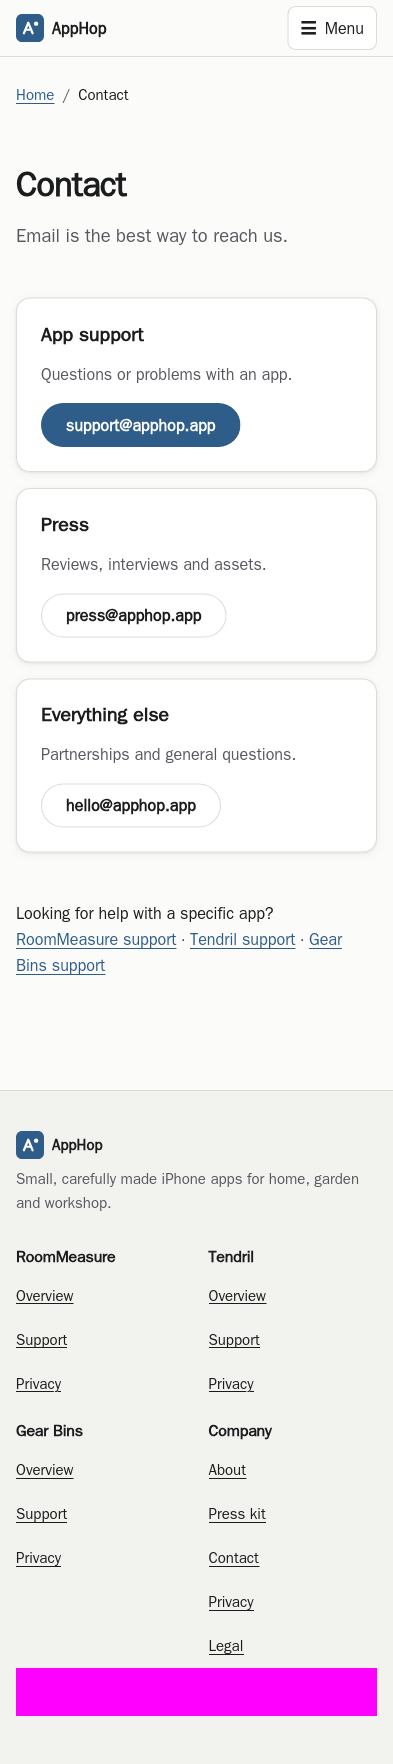 AppHop
☰ Menu
Home / Contact
Contact
Email is the best way to reach us.
App support
Questions or problems with an app.
support@apphop.app
Press
Reviews, interviews and assets.
press@apphop.app
Everything else
Partnerships and general questions.
hello@apphop.app
Looking for help with a specific app?
RoomMeasure support · Tendril support · Gear
Bins support
AppHop
Small, carefully made iPhone apps for home, garden
and workshop.
RoomMeasure
Overview
Support
Privacy
Tendril
Overview
Support
Privacy
Gear Bins
Overview
Support
Privacy
Company
About
Press kit
Contact
Privacy
Legal